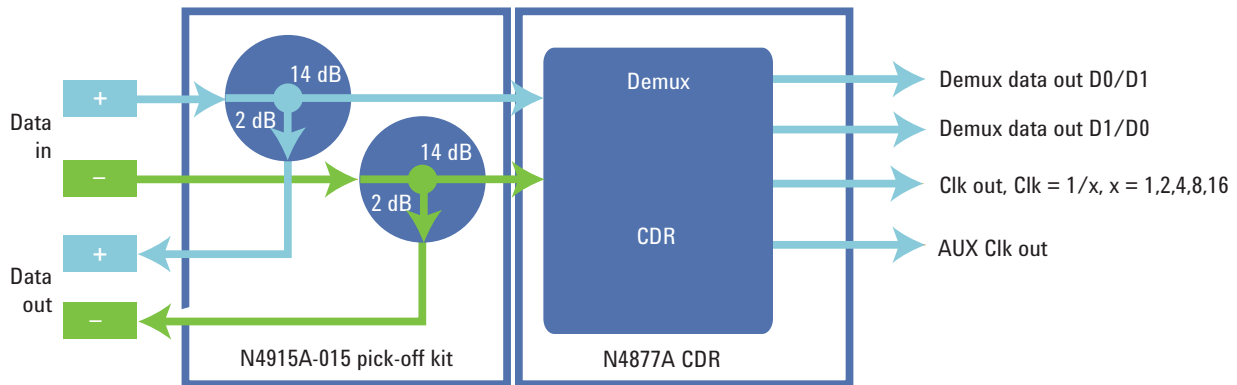 14 dB
Demux
Demux data out D0/D1
+
2 dB
Data
in
14 dB
Demux data out D1/D0
–
2 dB
Clk out, Clk = 1/x, x = 1,2,4,8,16
CDR
+
AUX Clk out
Data
out
–
N4915A-015 pick-off kit
N4877A CDR